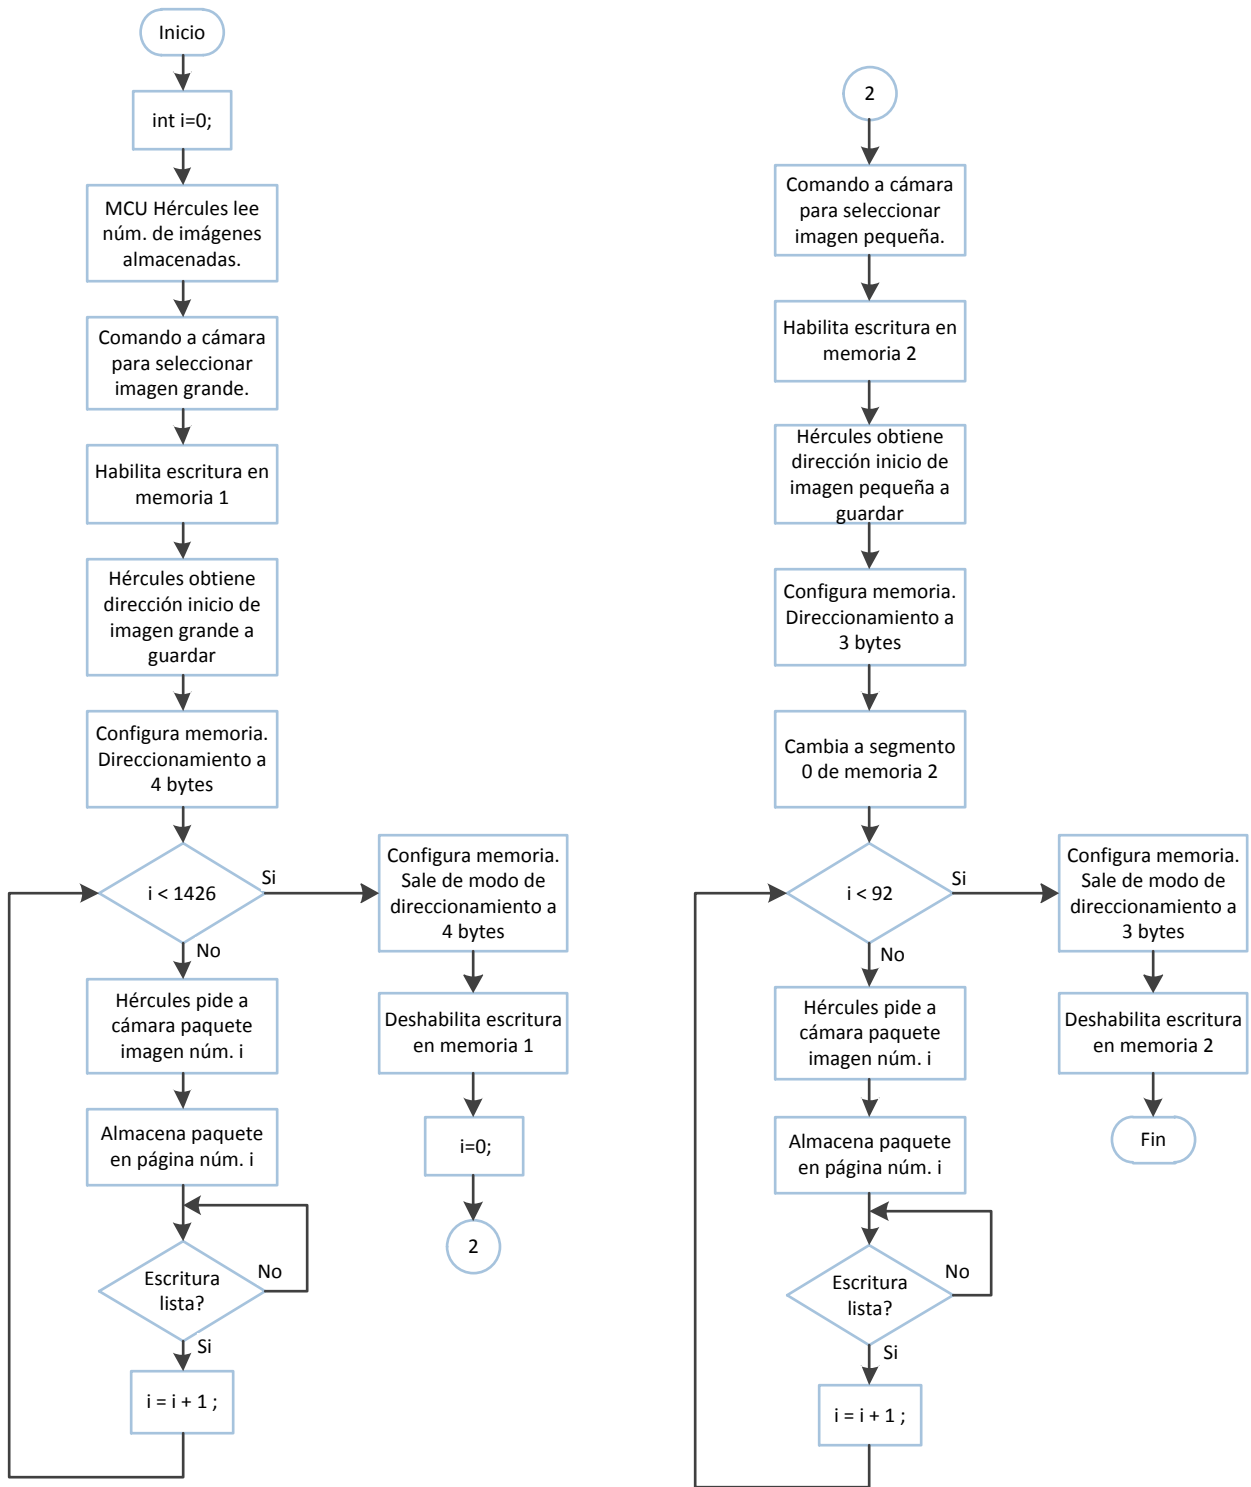 Inicio
int i=0;
MCU Hércules lee
núm. de imágenes
almacenadas.
Comando a cámara
para seleccionar
imagen grande.
Habilita escritura en
memoria 1
Hércules obtiene
dirección inicio de
imagen grande a
guardar
Configura memoria.
Direccionamiento a
4 bytes
i < 1426
Si
No
Hércules pide a
cámara paquete
imagen núm. i
Almacena paquete
en página núm. i
Escritura
lista?
No
Si
i = i + 1 ;
Configura memoria.
Sale de modo de
direccionamiento a
4 bytes
Deshabilita escritura
en memoria 1
i=0;
2
2
Comando a cámara
para seleccionar
imagen pequeña.
Habilita escritura en
memoria 2
Hércules obtiene
dirección inicio de
imagen pequeña a
guardar
Configura memoria.
Direccionamiento a
3 bytes
Cambia a segmento
0 de memoria 2
i < 92
Si
No
Hércules pide a
cámara paquete
imagen núm. i
Almacena paquete
en página núm. i
Escritura
lista?
No
Si
i = i + 1 ;
Configura memoria.
Sale de modo de
direccionamiento a
3 bytes
Deshabilita escritura
en memoria 2
Fin